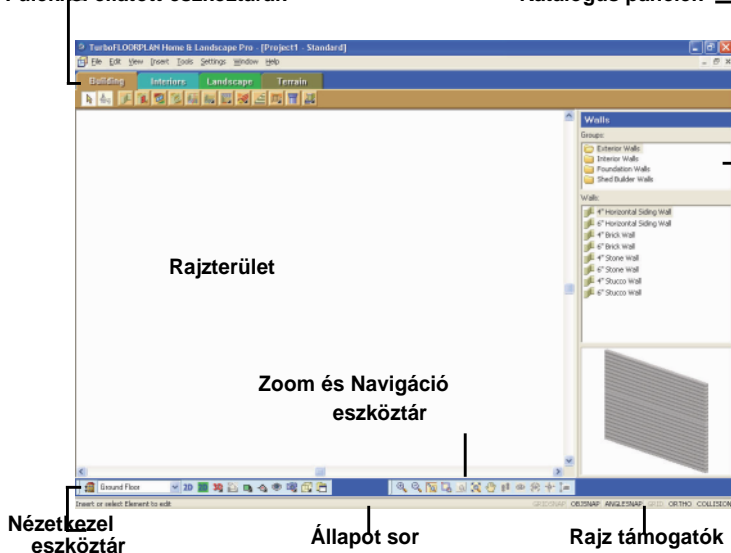 Katalógus panelek
TurboFLOORPLAN Home & Landscape Pro - [Project1 - Standard]
File Edit View Insert Tools Settings Window Help
Building Interiors Landscape Terrain
Walls
Groups:
Exterior Walls
Interior Walls
Foundation Walls
Shed Builder Walls
Walls:
4" Horizontal Siding Wall
6" Horizontal Siding Wall
4" Brick Wall
6" Brick Wall
4" Stone Wall
6" Stone Wall
4" Stucco Wall
6" Stucco Wall
Rajzterület
Zoom és Navigáció
eszköztár
Ground Floor 2D 3D
Insert or select Element to edit
GRIDSNAP OBJSNAP ANGLESNAP GRID ORTHO COLLISION
Nézetkezel
eszköztár
Állapot sor
Rajz támogatók